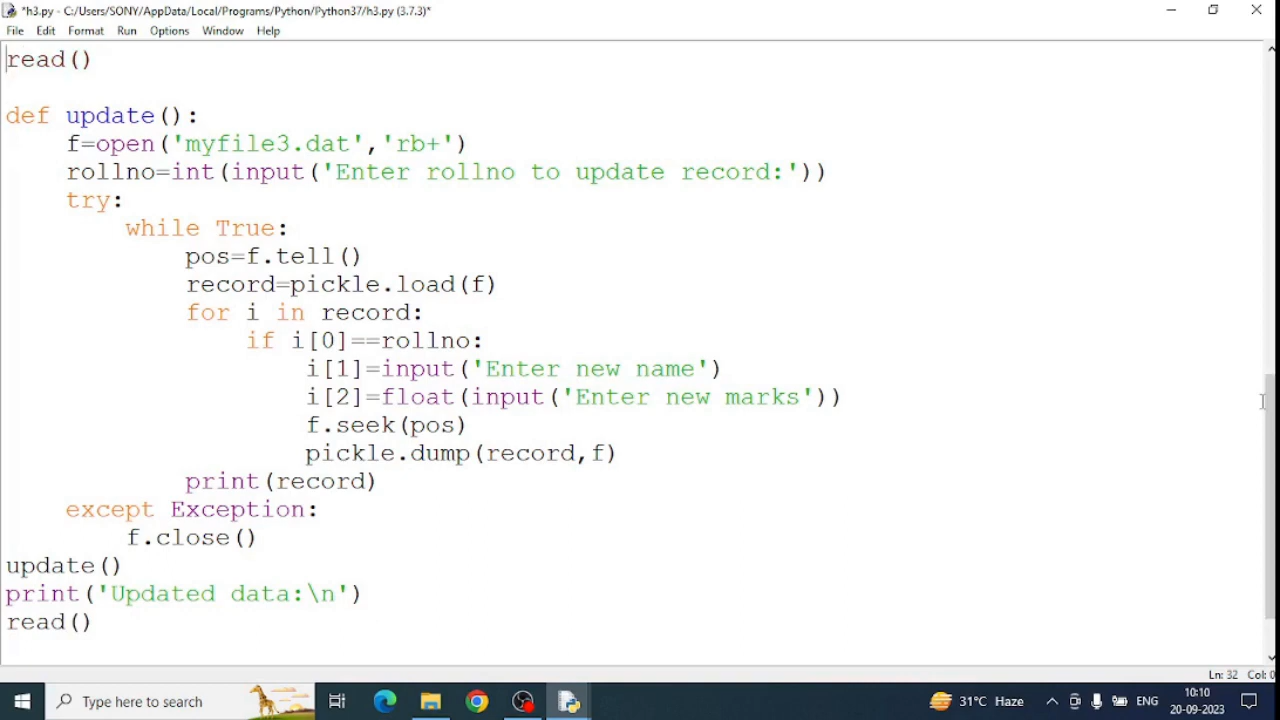 *h3.py - C:/Users/SONY/AppData/Local/Programs/Python/Python37/h3.py (3.7.3)*
File Edit Format Run Options Window Help
read()
def update():
    f=open('myfile3.dat','rb+')
    rollno=int(input('Enter rollno to update record:'))
    try:
        while True:
            pos=f.tell()
            record=pickle.load(f)
            for i in record:
                if i[0]==rollno:
                    i[1]=input('Enter new name')
                    i[2]=float(input('Enter new marks'))
                    f.seek(pos)
                    pickle.dump(record,f)
            print(record)
    except Exception:
        f.close()
update()
print('Updated data:\n')
read()
Ln: 32 Col: 0
Type here to search
31°C Haze
ENG
10:10
20-09-2023